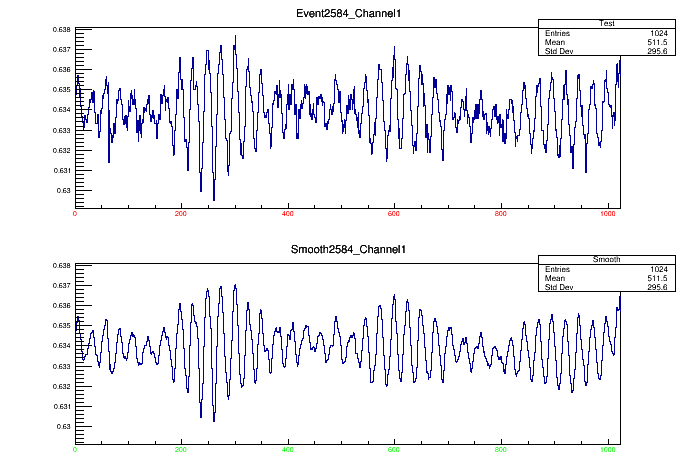 Event2584_Channel1
Test
Entries 1024
Mean 511.5
Std Dev 295.6
0.638
0.637
0.636
0.635
0.634
0.633
0.632
0.631
0.63
0 200 400 600 800 1000
Smooth2584_Channel1
Smooth
Entries 1024
Mean 511.5
Std Dev 295.6
0.638
0.637
0.636
0.635
0.634
0.633
0.632
0.631
0.63
0 200 400 600 800 1000